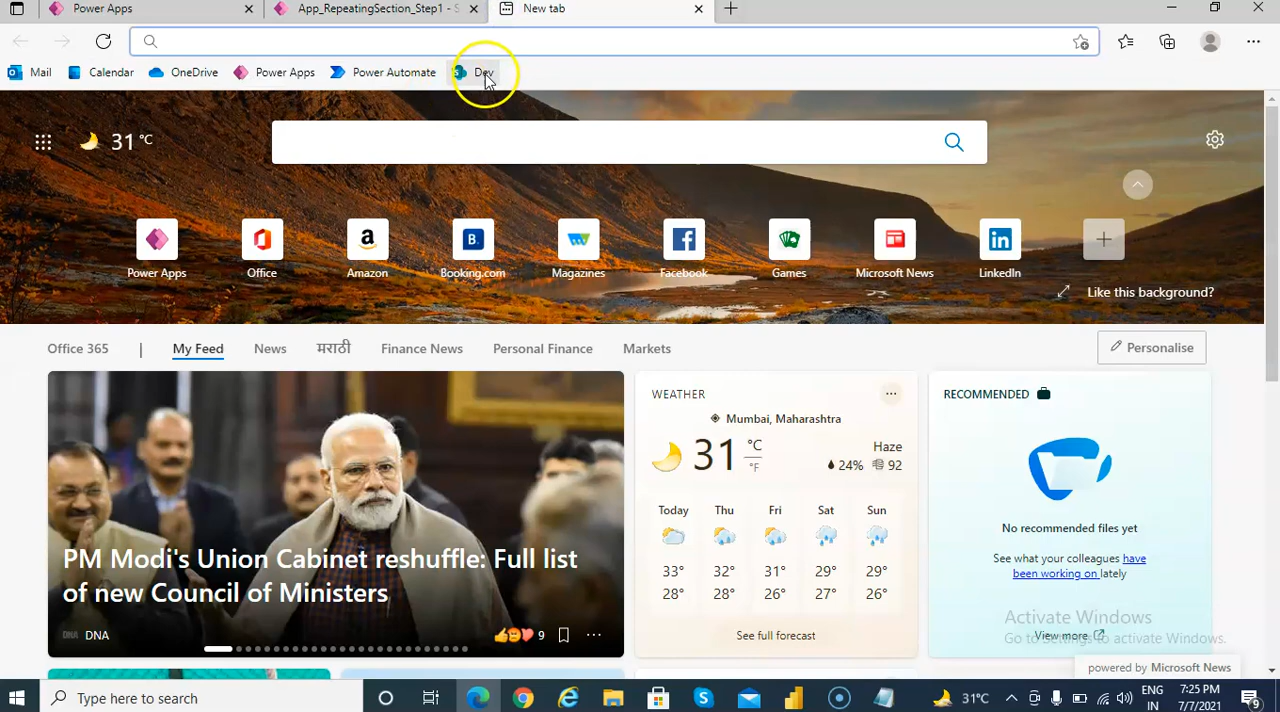 Power Apps
App_RepeatingSection_Step1 - S
New tab
Mail
Calendar
OneDrive
Power Apps
Power Automate
Dev
31 °C
Power Apps
Office
Amazon
Booking.com
Magazines
Facebook
Games
Microsoft News
LinkedIn
Like this background?
Office 365 |
My Feed
News
मराठी
Finance News
Personal Finance
Markets
Personalise
PM Modi's Union Cabinet reshuffle: Full list
of new Council of Ministers
DNA DNA
9
WEATHER
Mumbai, Maharashtra
31 °C
°F
Haze
24% 92
Today Thu Fri Sat Sun
33° 32° 31° 29° 29°
28° 28° 26° 27° 26°
See full forecast
RECOMMENDED
No recommended files yet
See what your colleagues have
been working on lately
Activate Windows
Go to Settings to activate Windows.
View more
powered by Microsoft News
Type here to search
31°C
ENG
IN
7:25 PM
7/7/2021
9